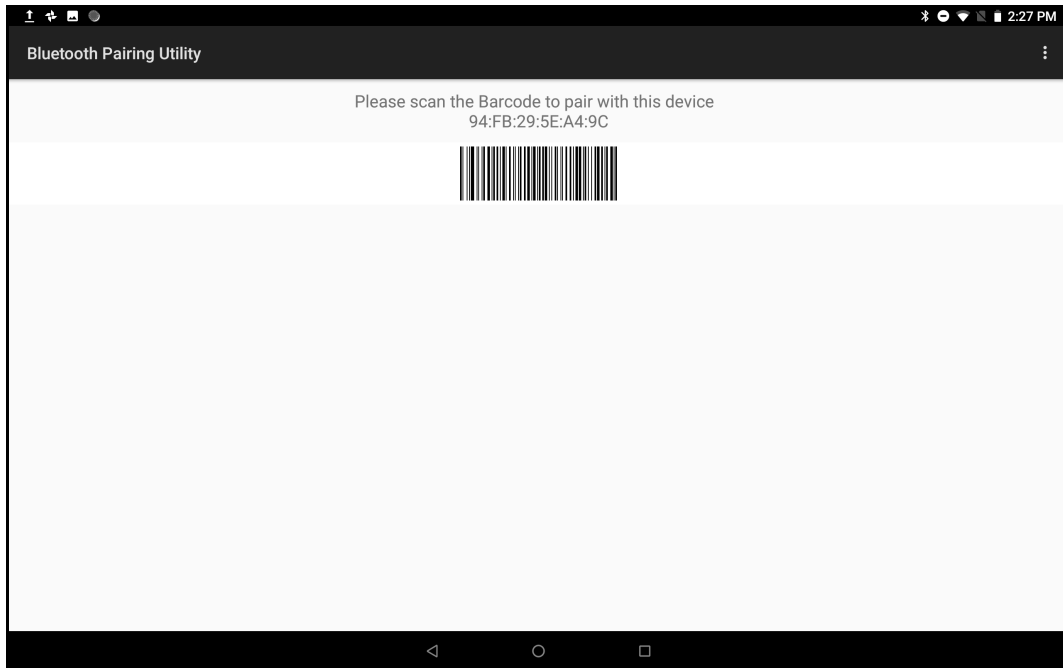 2:27 PM
Bluetooth Pairing Utility
Please scan the Barcode to pair with this device
94:FB:29:5E:A4:9C